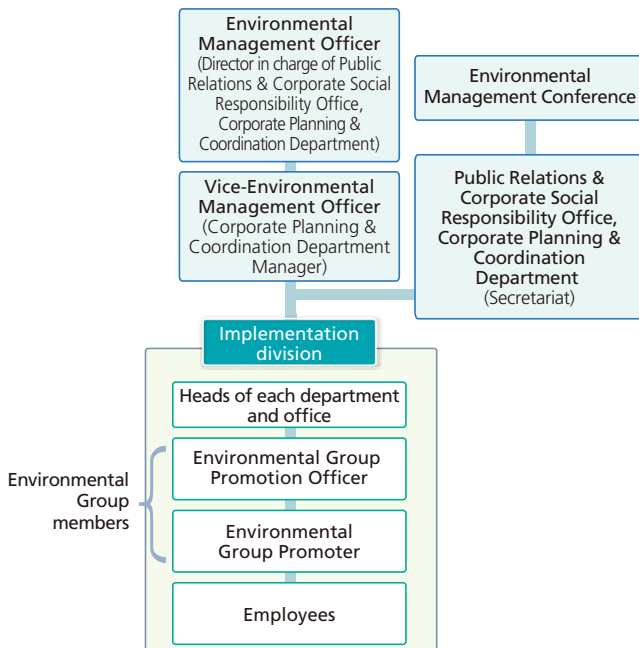 Environmental
Management Officer
(Director in charge of Public
Relations & Corporate Social
Responsibility Office,
Corporate Planning &
Coordination Department)
Environmental
Management Conference
Vice-Environmental
Management Officer
(Corporate Planning &
Coordination Department
Manager)
Public Relations &
Corporate Social
Responsibility Office,
Corporate Planning &
Coordination
Department
(Secretariat)
Implementation
division
Heads of each department
and office
Environmental
Group
members
Environmental Group
Promotion Officer
Environmental
Group Promoter
Employees